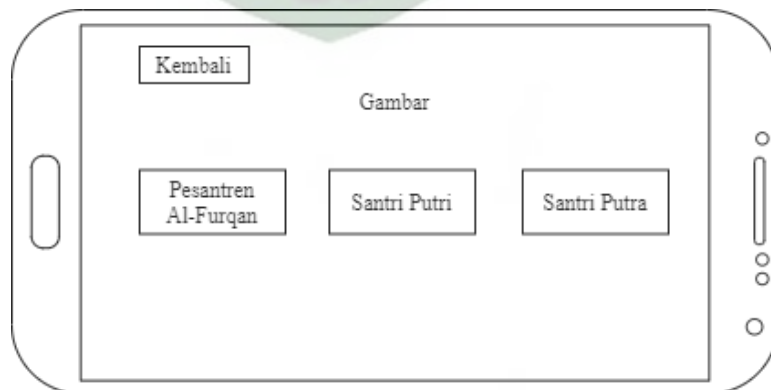 Kembali
Gambar
Pesantren
Al-Furqan
Santri Putri
Santri Putra